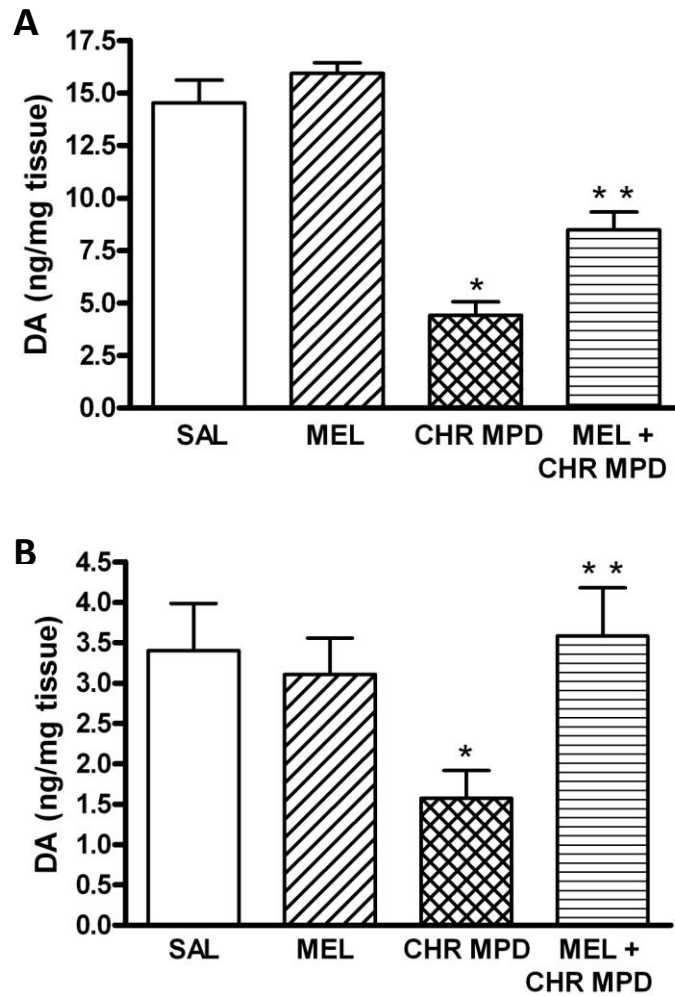 A
DA (ng/mg tissue)
17.5
15.0
12.5
10.0
7.5
5.0
2.5
0.0
*
* *
SAL MEL CHR MPD MEL +
CHR MPD
B
DA (ng/mg tissue)
4.5
4.0
3.5
3.0
2.5
2.0
1.5
1.0
0.5
0.0
*
* *
SAL MEL CHR MPD MEL +
CHR MPD